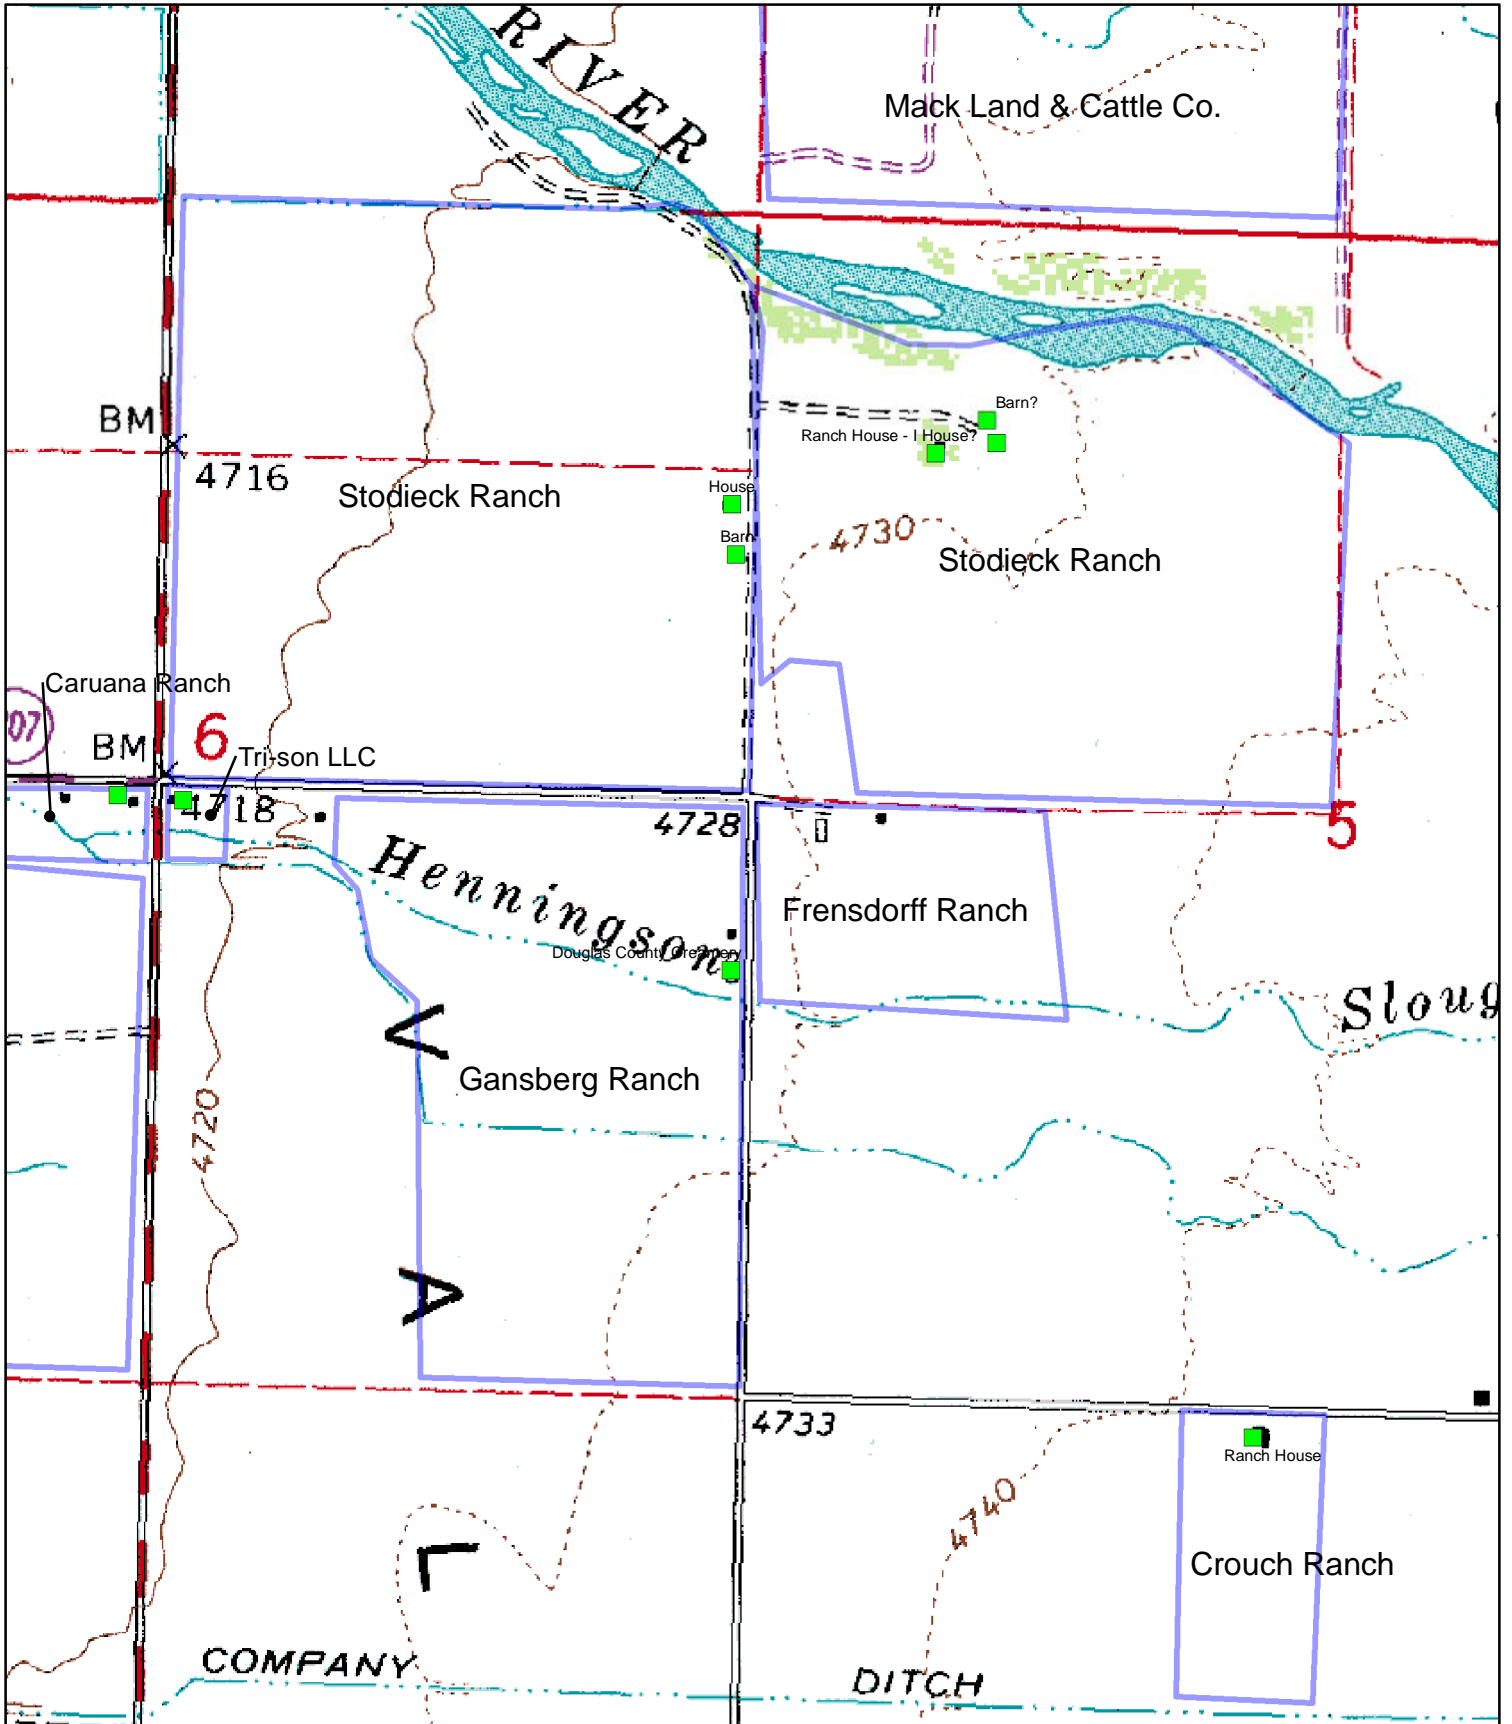 RIVER
Mack Land & Cattle Co.
BM
Barn?
Ranch House - I House?
4716
Stodieck Ranch
House
4730
Barn
Stodieck Ranch
Caruana Ranch
07
BM
6
Tri-son LLC
4718
4728
5
Henningson
Frensdorff Ranch
Douglas County Creamery
Sloug
V
Gansberg Ranch
4720
A
4733
Ranch House
4740
L
Crouch Ranch
COMPANY
DITCH